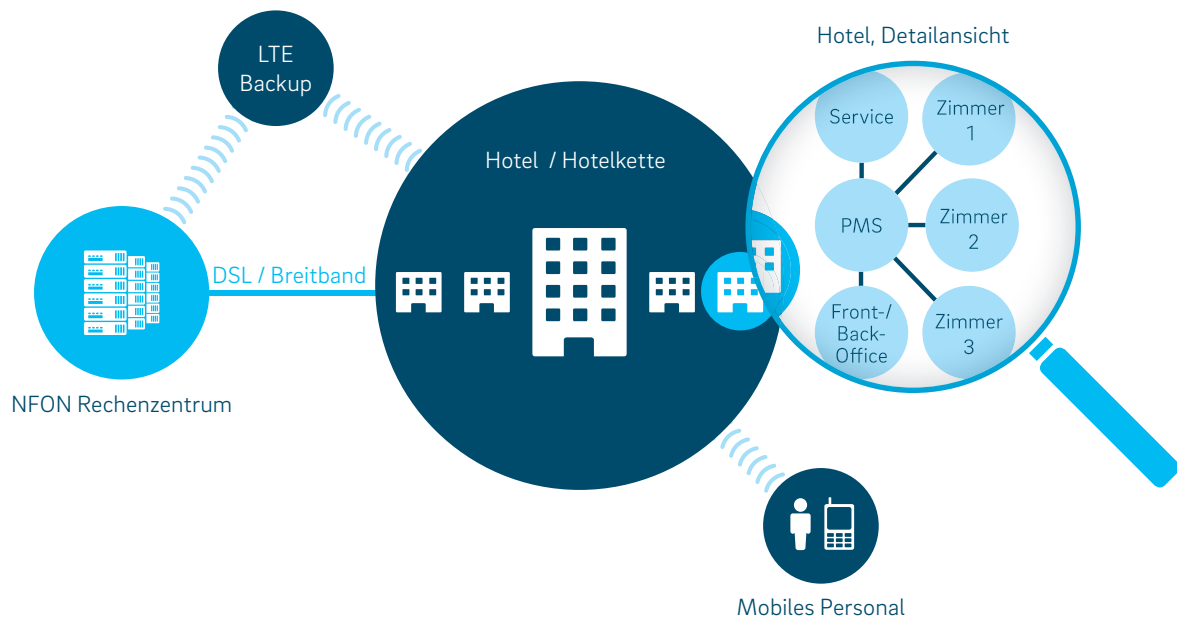 LTE
Backup
Hotel, Detailansicht
Service
Zimmer
1
Hotel / Hotelkette
PMS
Zimmer
2
DSL / Breitband
Front-/
Back-
Office
Zimmer
3
NFON Rechenzentrum
Mobiles Personal